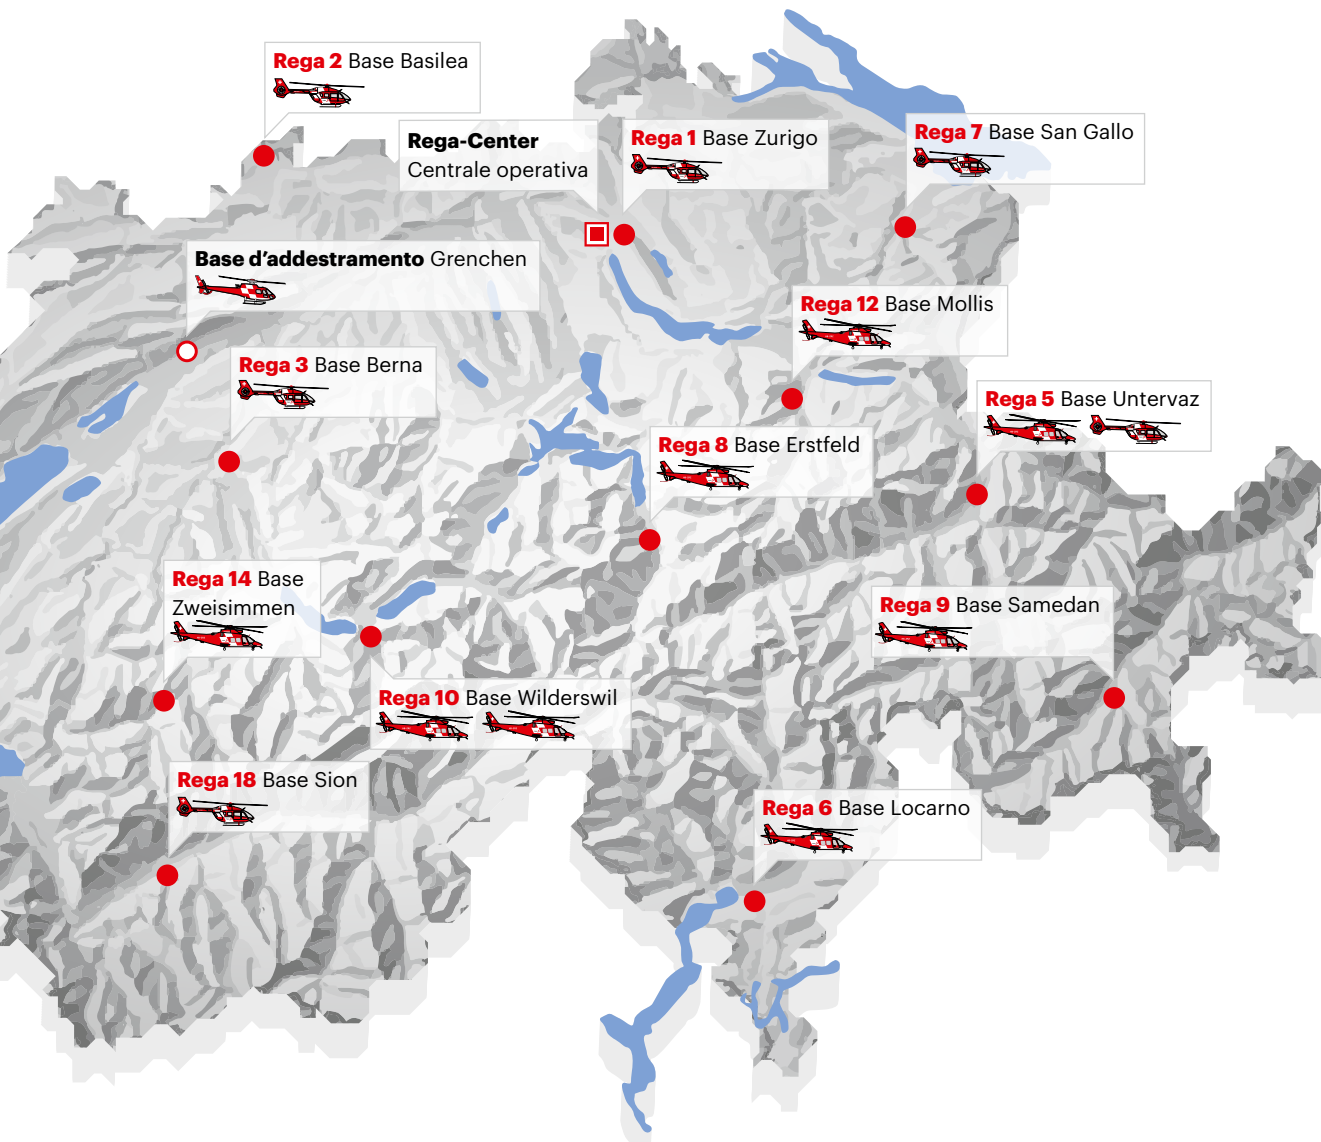 Rega 2 Base Basilea
Rega-Center
Centrale operativa
Rega 1 Base Zurigo
Rega 7 Base San Gallo
Base d’addestramento Grenchen
Rega 12 Base Mollis
Rega 3 Base Berna
Rega 5 Base Untervaz
Rega 8 Base Erstfeld
Rega 14 Base
Zweisimmen
Rega 9 Base Samedan
Rega 10 Base Wilderswil
Rega 18 Base Sion
Rega 6 Base Locarno